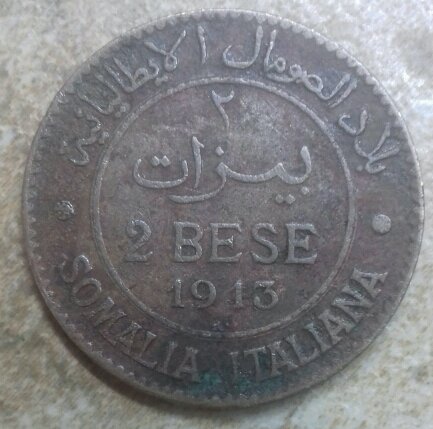 بلاد الصومال الايطاليانية
٢
بيزات
2 BESE
1913
SOMALIA ITALIANA